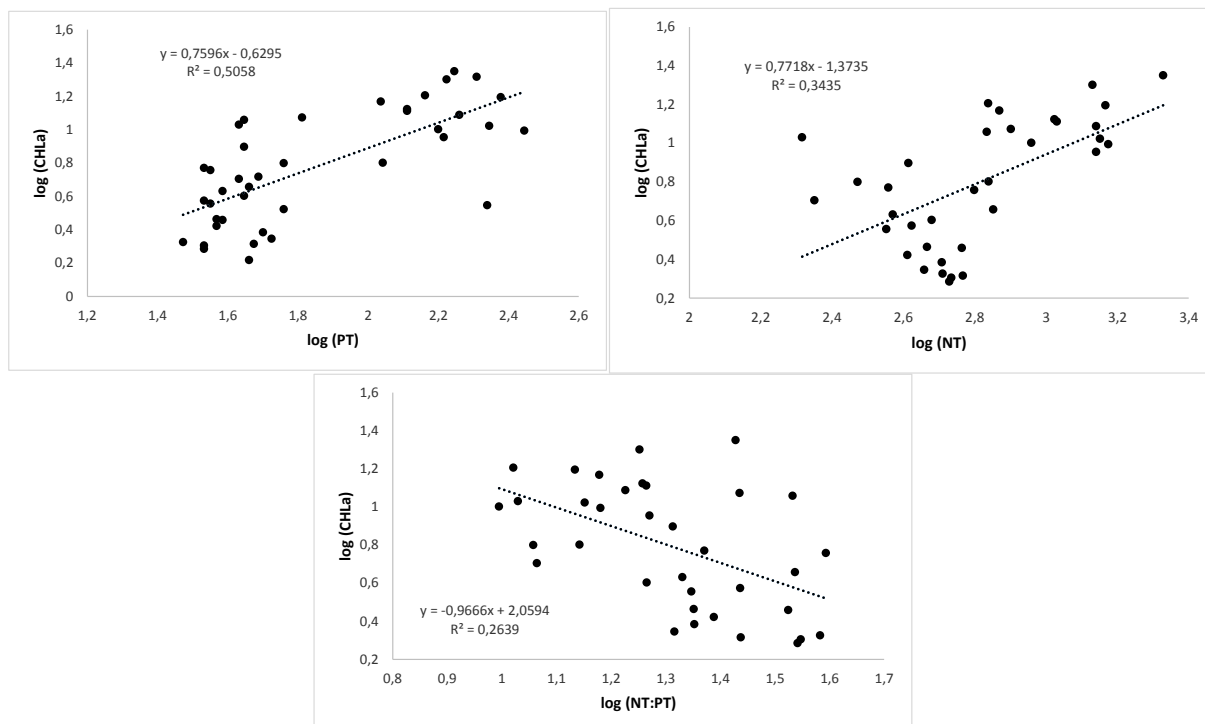 1,6
1,4
1,2
1
0,8
0,6
0,4
0,2
0
log (CHLa)
y = 0,7596x - 0,6295
R² = 0,5058
1,2 1,4 1,6 1,8 2 2,2 2,4 2,6
log (PT)
1,6
1,4
1,2
1
0,8
0,6
0,4
0,2
log (CHLa)
y = 0,7718x - 1,3735
R² = 0,3435
2 2,2 2,4 2,6 2,8 3 3,2 3,4
log (NT)
1,6
1,4
1,2
1
0,8
0,6
0,4
0,2
log (CHLa)
y = -0,9666x + 2,0594
R² = 0,2639
0,8 0,9 1 1,1 1,2 1,3 1,4 1,5 1,6 1,7
log (NT:PT)